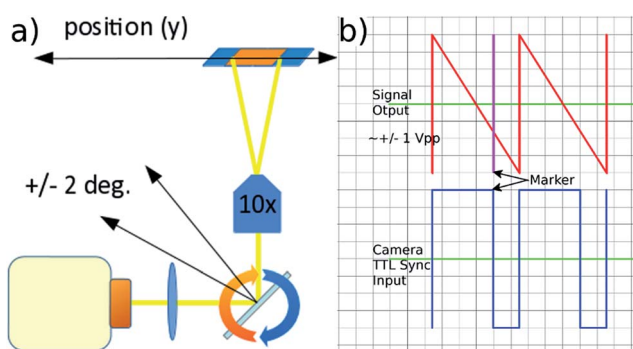 a)
position (y)
+/- 2 deg.
10x
b)
Signal
Otput
~+/- 1 Vpp
Marker
Camera
TTL Sync
Input